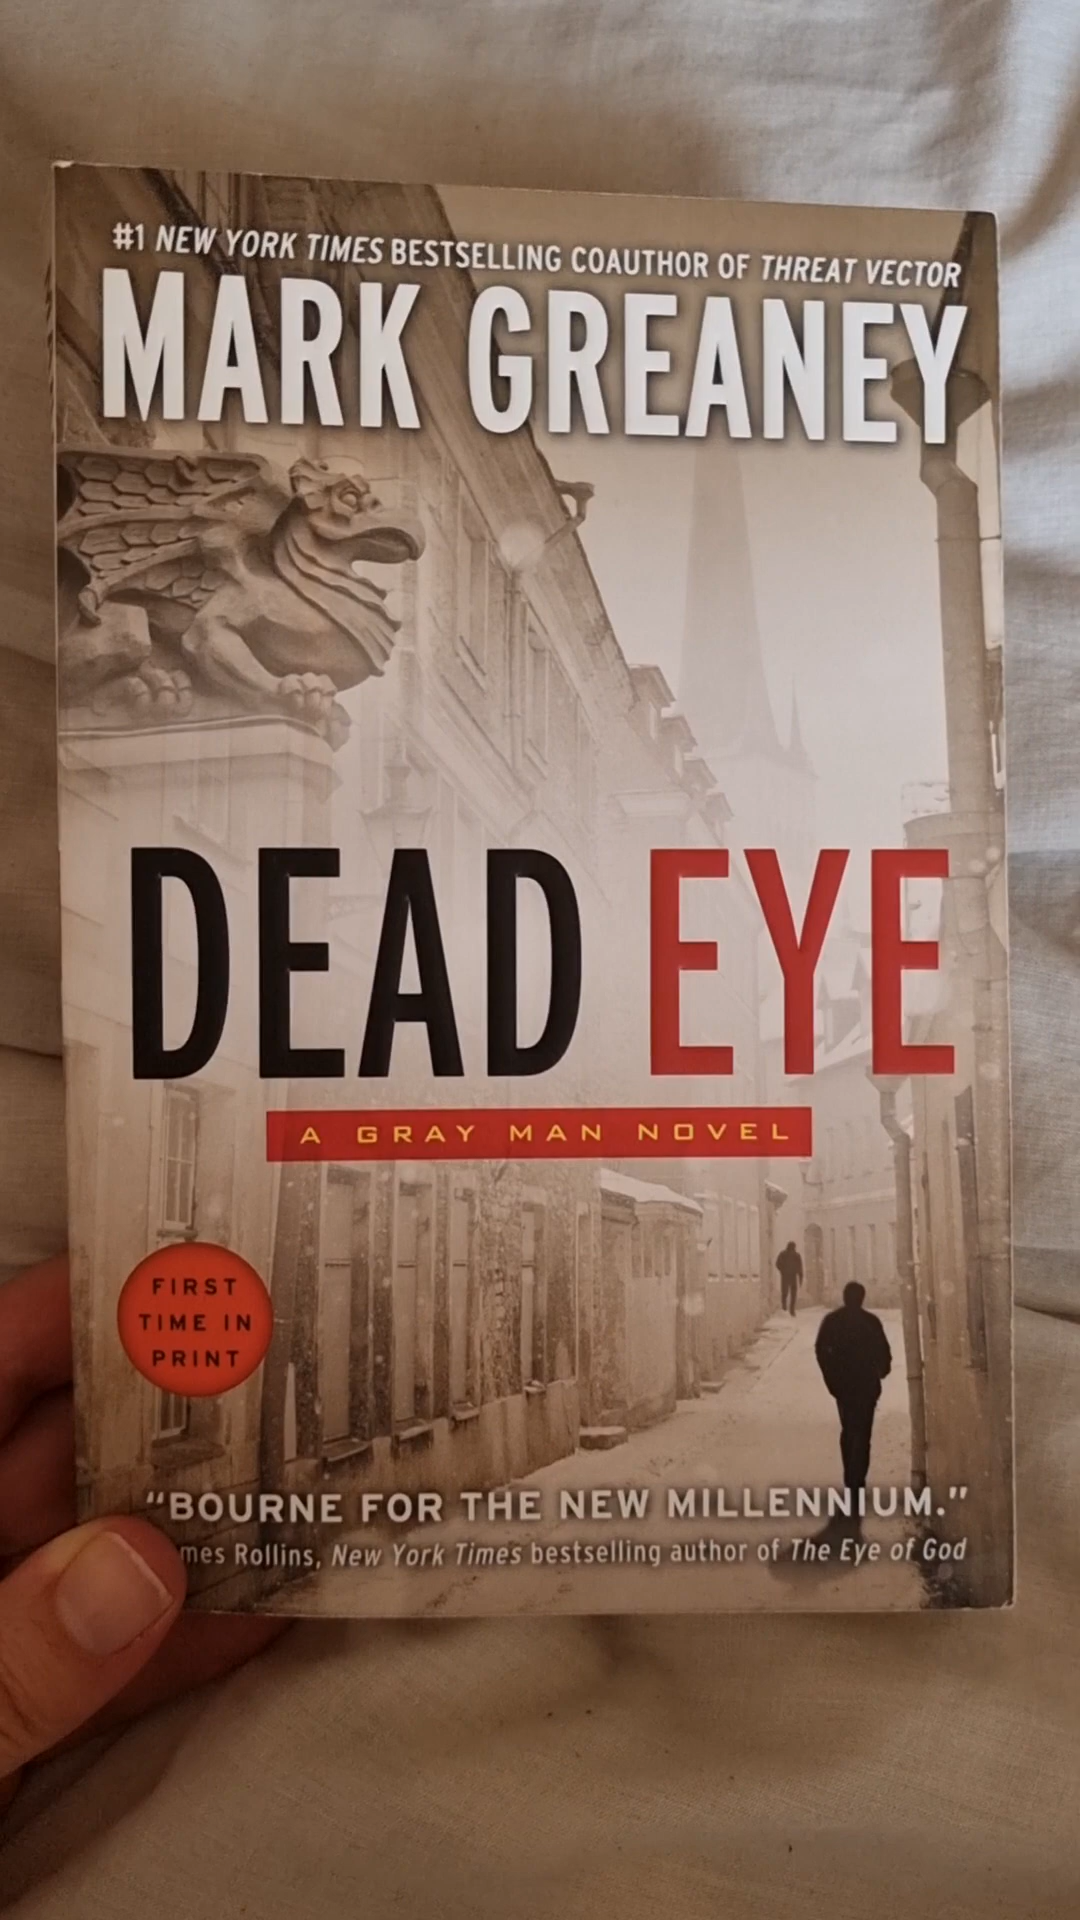 #1 NEW YORK TIMES BESTSELLING COAUTHOR OF THREAT VECTOR
MARK GREANEY
DEAD EYE
A GRAY MAN NOVEL
FIRST
TIME IN
PRINT
“BOURNE FOR THE NEW MILLENNIUM.”
Rollins, New York Times bestselling author of The Eye of God